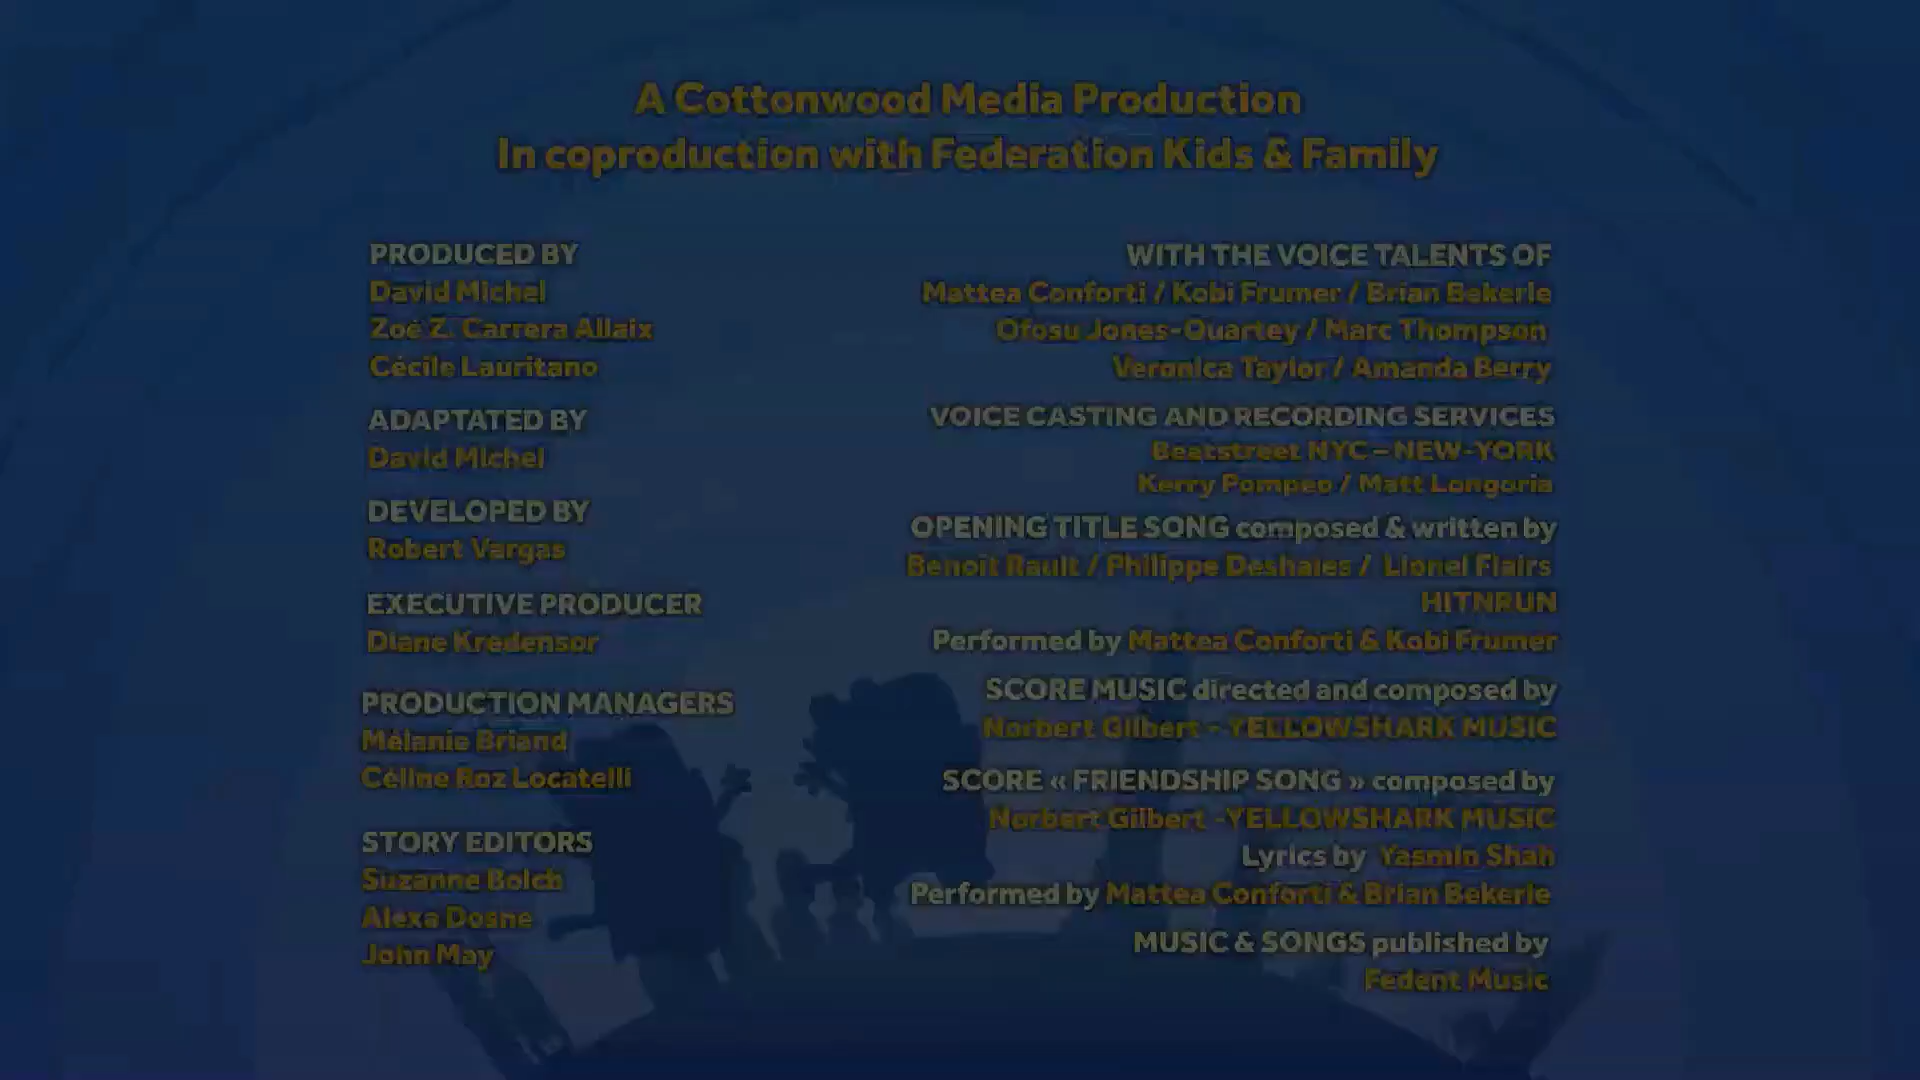 A Cottonwood Media Production
In coproduction with Federation Kids & Family
PRODUCED BY
David Michel
Zoé Z. Carrera Allaix
Cécile Lauritano
ADAPTATED BY
David Michel
DEVELOPED BY
Robert Vargas
EXECUTIVE PRODUCER
Diane Kredensor
PRODUCTION MANAGERS
Mélanie Briand
Céline Roz Locatelli
STORY EDITORS
Suzanne Bolch
Alexa Dosne
John May
WITH THE VOICE TALENTS OF
Mattea Conforti / Kobi Frumer / Brian Bekerle
Ofosu Jones-Quartey / Marc Thompson
Veronica Taylor / Amanda Berry
VOICE CASTING AND RECORDING SERVICES
Beatstreet NYC – NEW-YORK
Kerry Pompeo / Matt Longoria
OPENING TITLE SONG composed & written by
Benoit Rault / Philippe Deshaies / Lionel Flairs
HITNRUN
Performed by Mattea Conforti & Kobi Frumer
SCORE MUSIC directed and composed by
Norbert Gilbert - YELLOWSHARK MUSIC
SCORE « FRIENDSHIP SONG » composed by
Norbert Gilbert -YELLOWSHARK MUSIC
Lyrics by Yasmin Shah
Performed by Mattea Conforti & Brian Bekerle
MUSIC & SONGS published by
Fedent Music